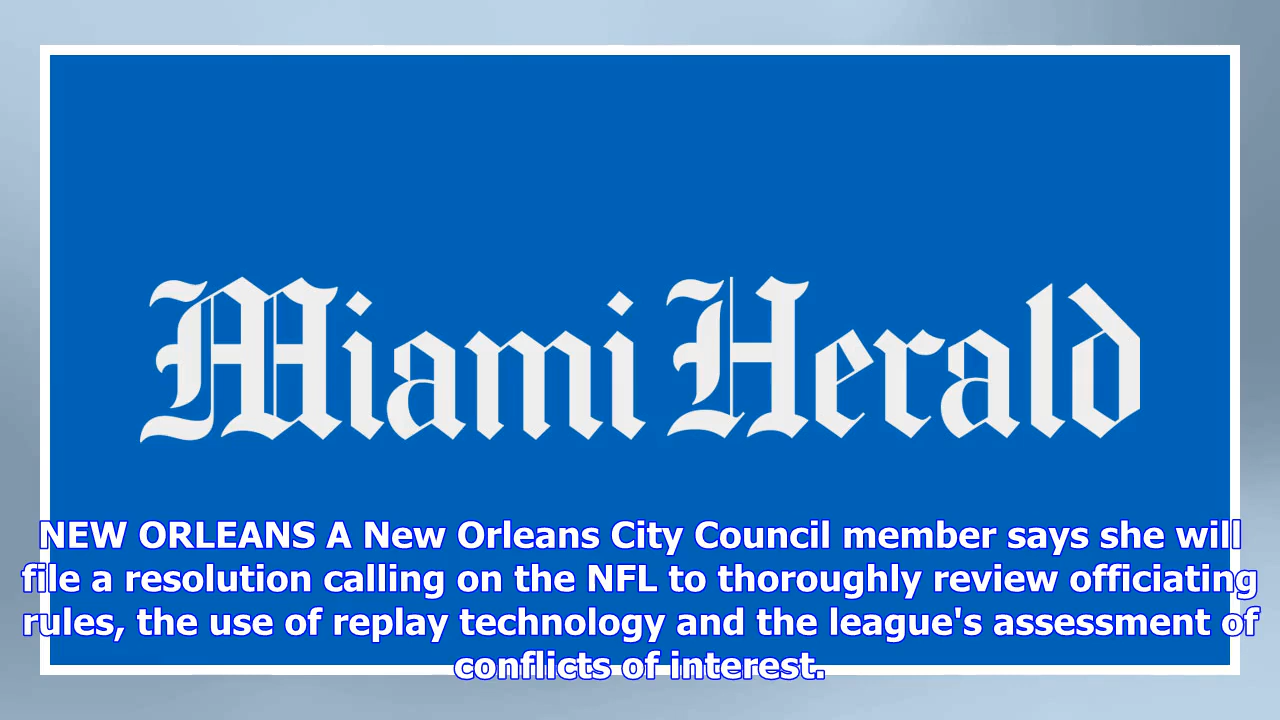 Miami Herald
NEW ORLEANS A New Orleans City Council member says she will
file a resolution calling on the NFL to thoroughly review officiating
rules, the use of replay technology and the league's assessment of
conflicts of interest.